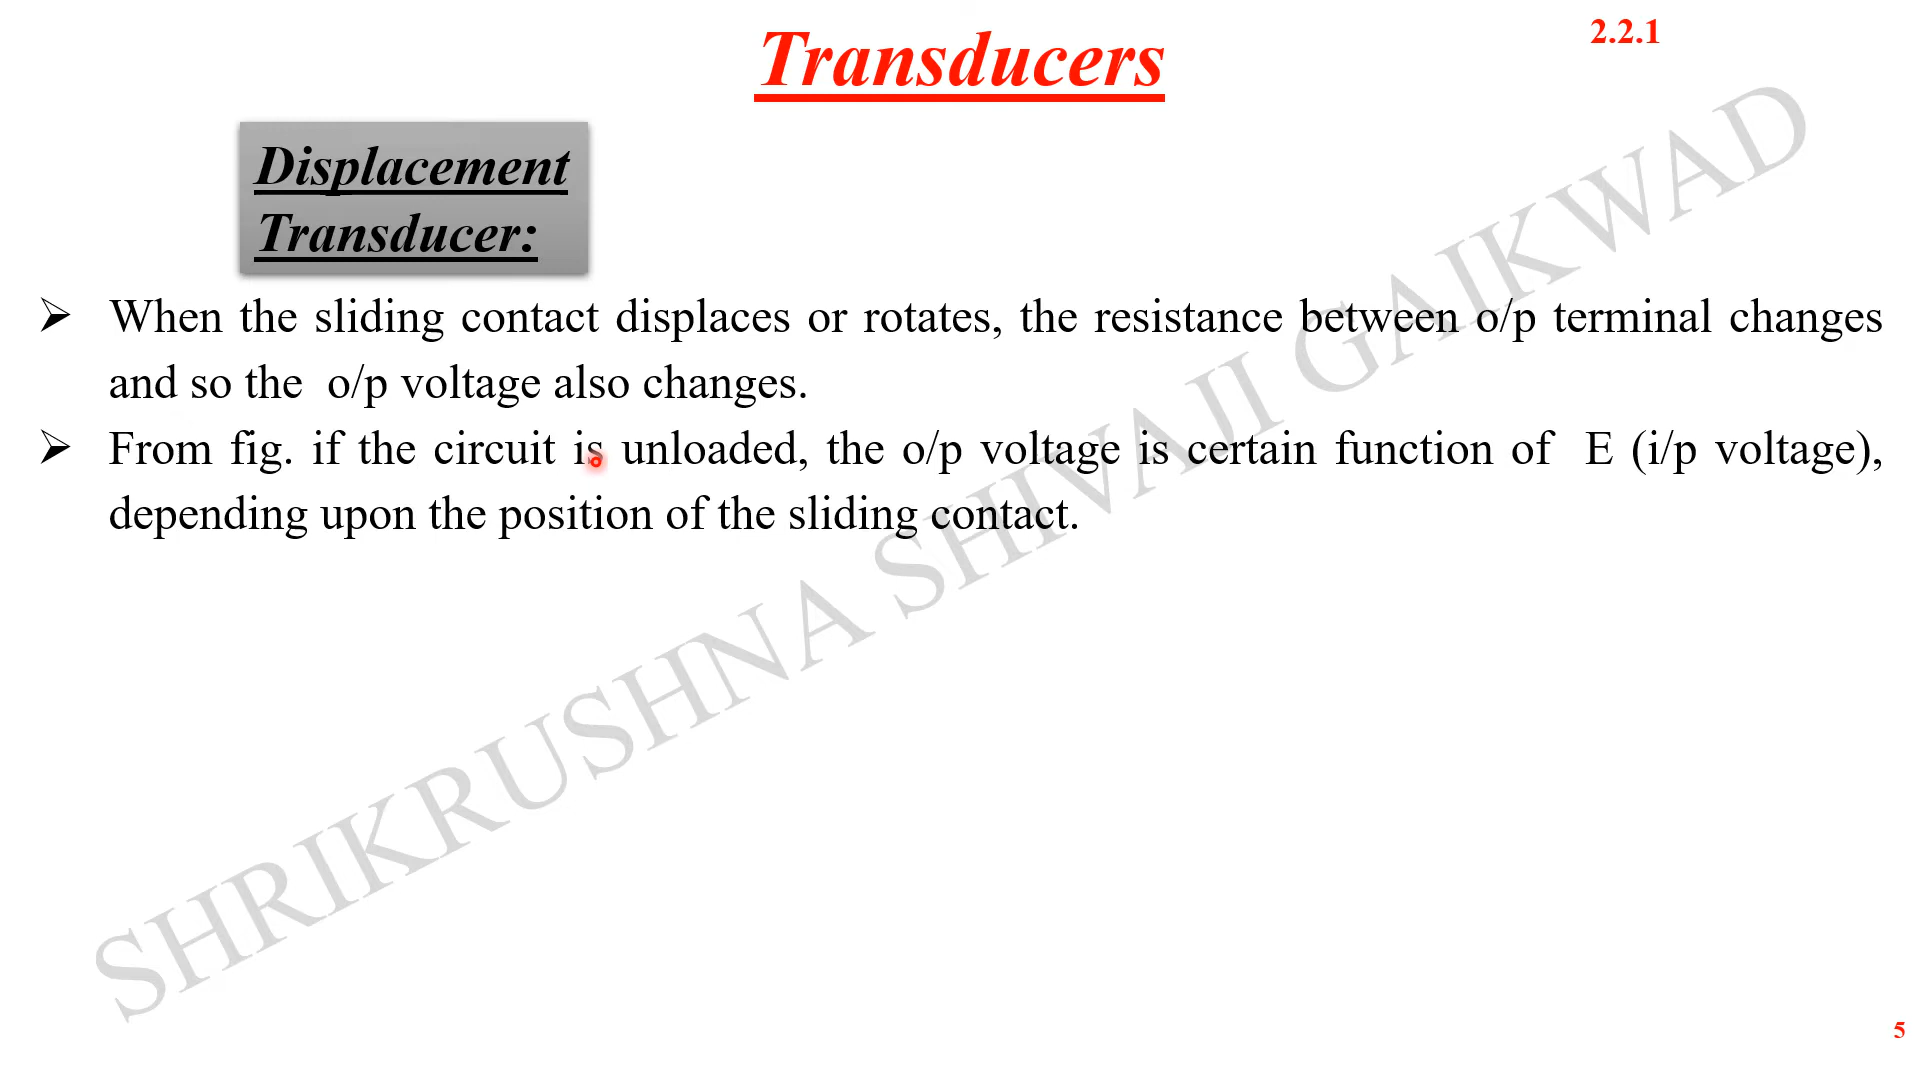 Transducers
2.2.1
Displacement
Transducer:
➢ When the sliding contact displaces or rotates, the resistance between o/p terminal changes
and so the o/p voltage also changes.
➢ From fig. if the circuit is unloaded, the o/p voltage is certain function of E (i/p voltage),
depending upon the position of the sliding contact.
SHRIKRUSHNA SHIVAJI GAIKWAD
5